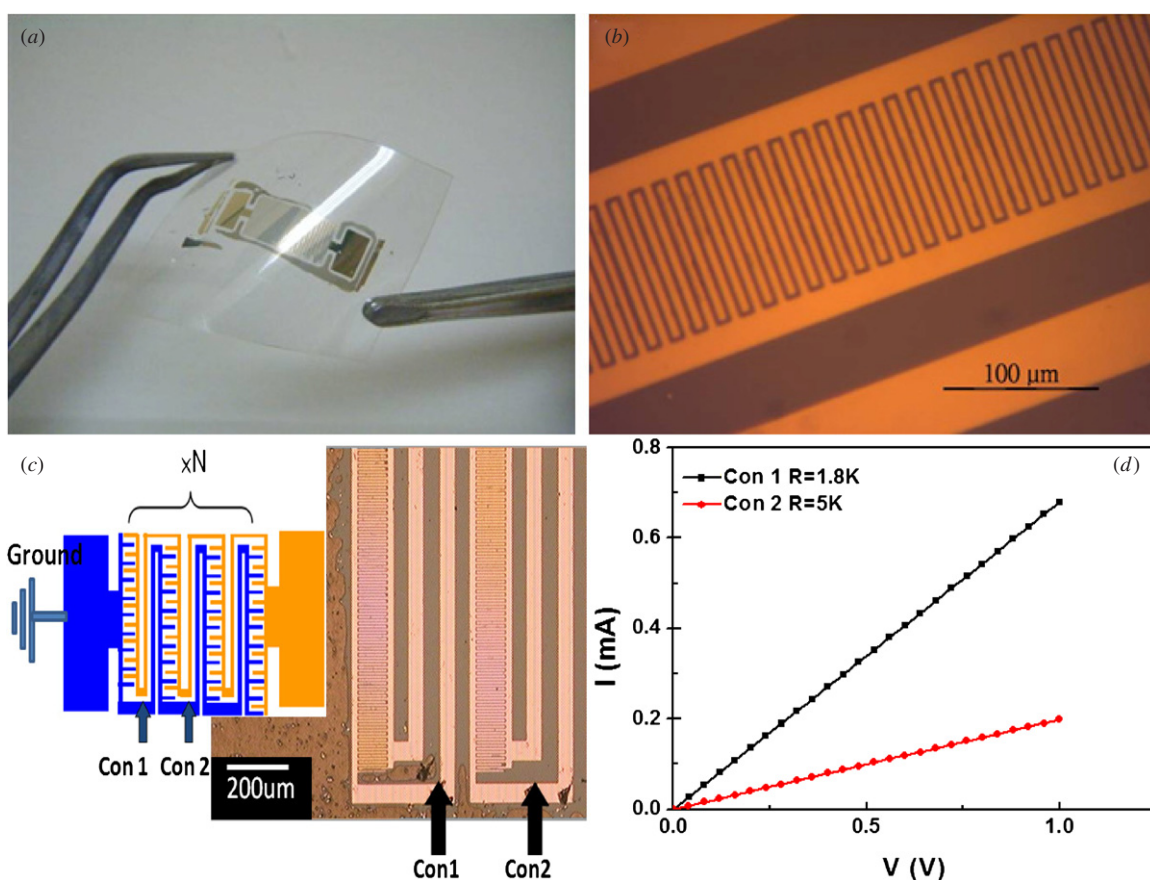 (a)
(b)
100 μm
(c)
xN
Ground
Con 1 Con 2
200um
Con1 Con2
(d)
Con 1 R=1.8K
Con 2 R=5K
0.8
0.6
0.4
0.2
0.0
0.0 0.5 1.0
I (mA)
V (V)